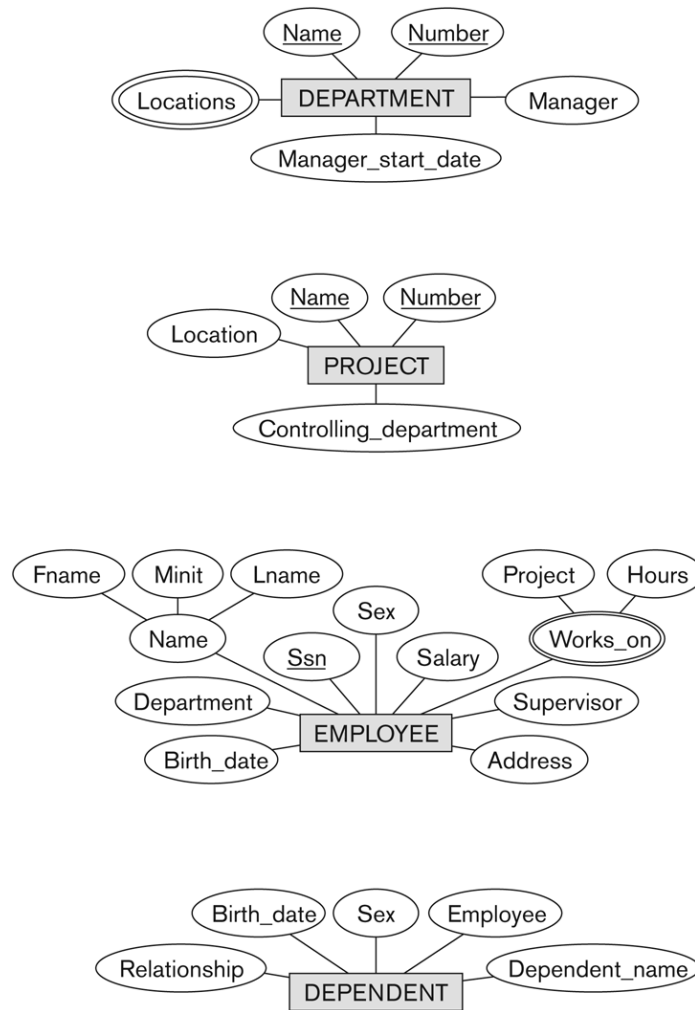 Name
Number
Locations
DEPARTMENT
Manager
Manager_start_date
Name
Number
Location
PROJECT
Controlling_department
Fname
Minit
Lname
Project
Hours
Sex
Name
Works_on
Ssn
Salary
Department
Supervisor
EMPLOYEE
Birth_date
Address
Birth_date
Sex
Employee
Relationship
Dependent_name
DEPENDENT